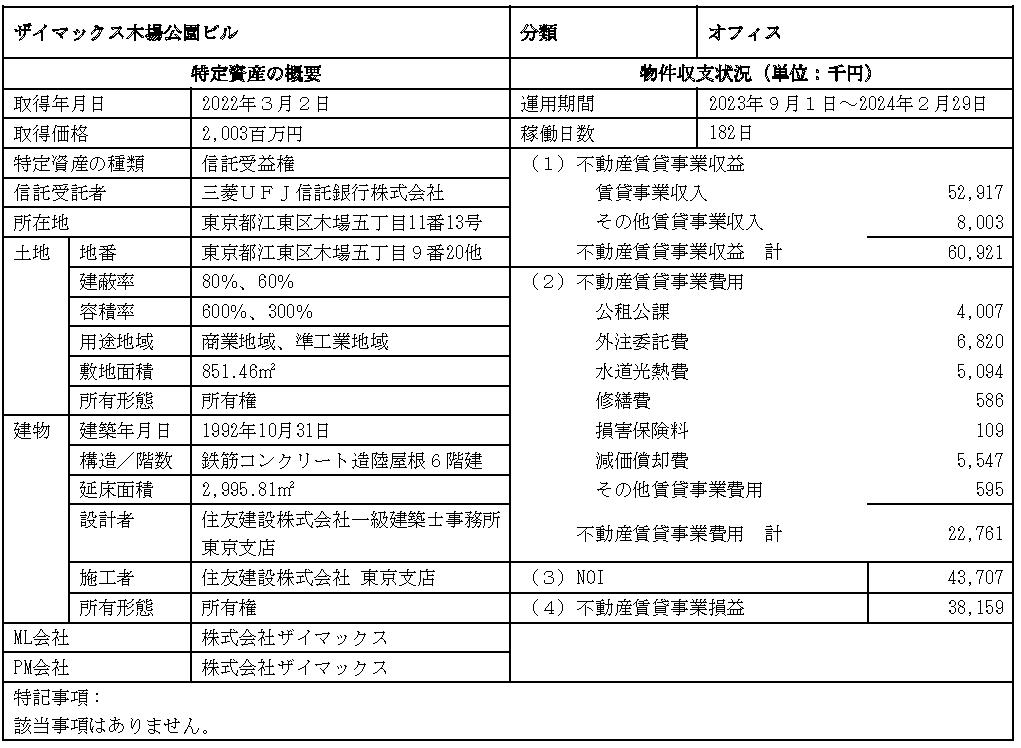 ザイマックス木場公園ビル 分類 オフィス
特定資産の概要 物件収支状況（単位：千円）
取得年月日 2022年３月２日 運用期間 2023年９月１日～2024年２月29日
取得価格 2,003百万円 稼働日数 182日
特定資産の種類 信託受益権 （１）不動産賃貸事業収益
信託受託者 三菱ＵＦＪ信託銀行株式会社 賃貸事業収入 52,917
所在地 東京都江東区木場五丁目11番13号 その他賃貸事業収入 8,003
土地 地番 東京都江東区木場五丁目９番20他 不動産賃貸事業収益　計 60,921
建蔽率 80%、60% （２）不動産賃貸事業費用
容積率 600%、300% 公租公課 4,007
用途地域 商業地域、準工業地域 外注委託費 6,820
敷地面積 851.46㎡ 水道光熱費 5,094
所有形態 所有権 修繕費 586
建物 建築年月日 1992年10月31日 損害保険料 109
構造／階数 鉄筋コンクリート造陸屋根６階建 減価償却費 5,547
延床面積 2,995.81㎡ その他賃貸事業費用 595
設計者 住友建設株式会社一級建築士事務所
東京支店 不動産賃貸事業費用　計 22,761
施工者 住友建設株式会社 東京支店 （３）NOI 43,707
所有形態 所有権 （４）不動産賃貸事業損益 38,159
ML会社 株式会社ザイマックス
PM会社 株式会社ザイマックス
特記事項：
該当事項はありません。